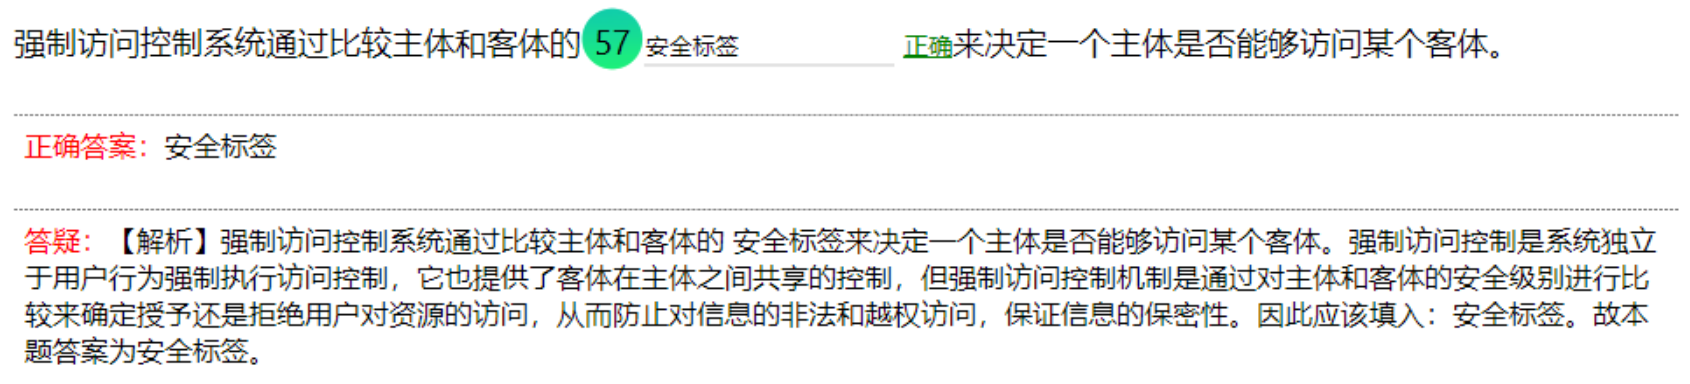 强制访问控制系统通过比较主体和客体的 57 安全标签 正确来决定一个主体是否能够访问某个客体。
正确答案：安全标签
答疑：【解析】强制访问控制系统通过比较主体和客体的 安全标签来决定一个主体是否能够访问某个客体。强制访问控制是系统独立
于用户行为强制执行访问控制，它也提供了客体在主体之间共享的控制，但强制访问控制机制是通过对主体和客体的安全级别进行比
较来确定授予还是拒绝用户对资源的访问，从而防止对信息的非法和越权访问，保证信息的保密性。因此应该填入：安全标签。故本
题答案为安全标签。